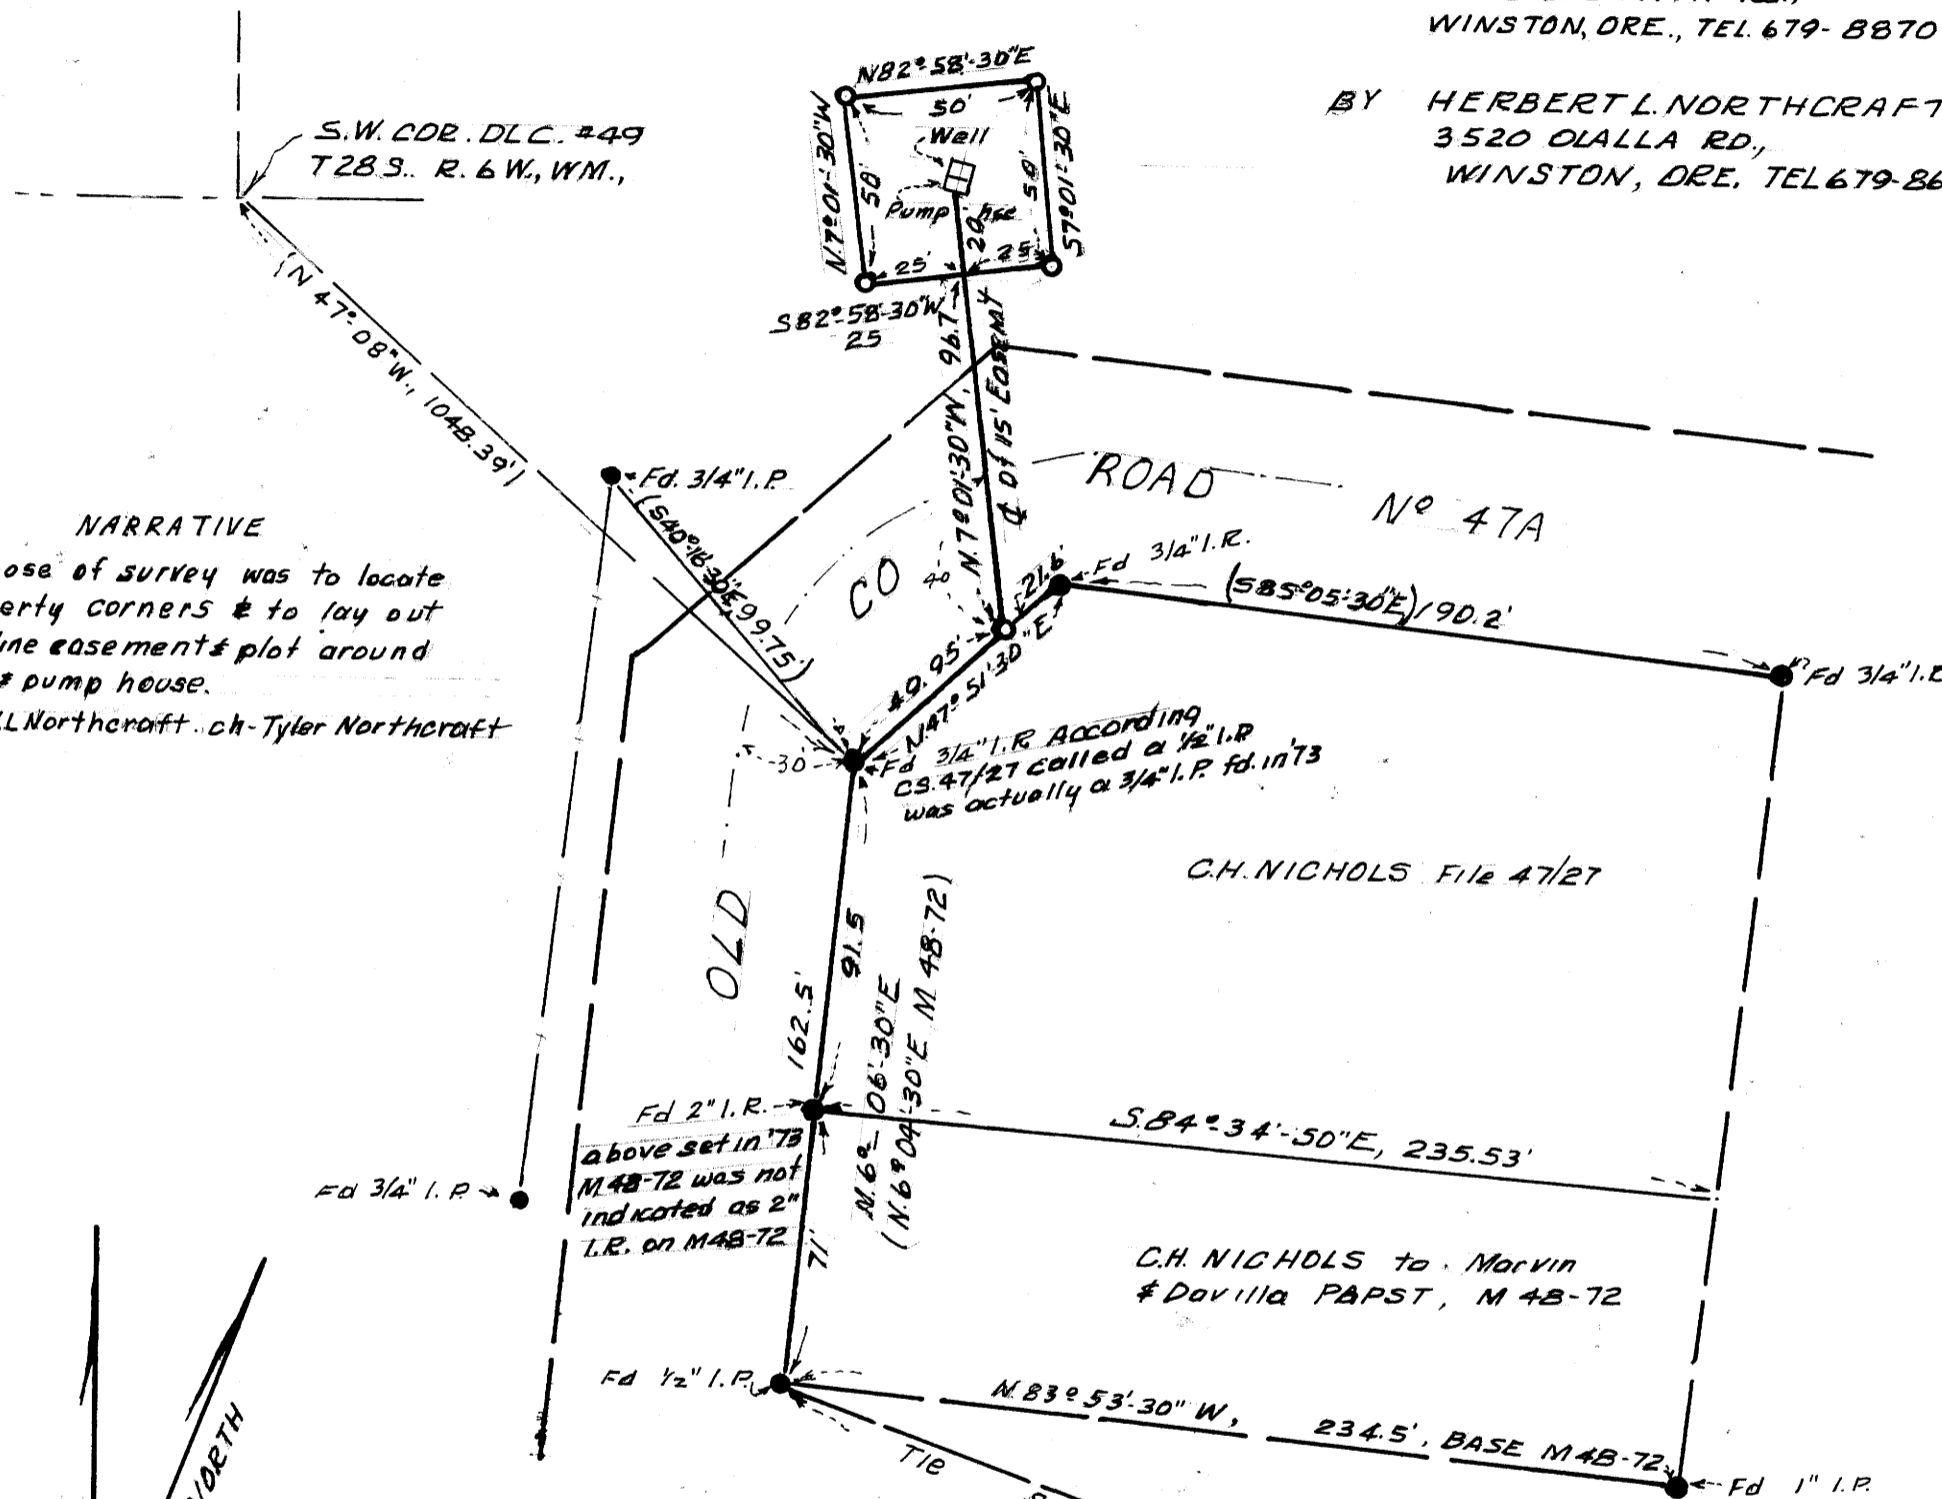 WINSTON, ORE., TEL. 679-8870
BY HERBERT L. NORTHCRAFT
3520 OLALLA RD.,
WINSTON, ORE. TEL 679-86
S.W. COR. DLC. #49
T28S.. R. 6 W., WM.,
N82°-58'-30"E
50'
Well
N.7°-01'-30"W
50'
50'
S7°01'-30"E
Pump hse
20'
25'
25
S82°-58'-30"W
25
N 47°-08"W., 1048.39'
N.7°01'-30"W, 96.7
₵ Of 15' EASEM'T
Fd. 3/4" I.P.
(S40°-16'-30"E, 99.75')
ROAD
Nº 47A
CO
40
21.6'
Fd 3/4" I.R.
(S85°05'-30"E) 190.2'
Fd 3/4" I.R
49.95'
N47°51'30"E
30'
Fd 3/4" I.R According
CS.47/27 called a 1/2" I.P
was actually a 3/4" I.P. fd. in '73
NARRATIVE
ose of survey was to locate
erty corners & to lay out
ine easement & plot around
& pump house.
L Northcraft. ch-Tyler Northcraft
C.H. NICHOLS File 47/27
OLD
91.5
162.5'
N.6°-06'-30"E
(N.6°04'-30"E M 48-72)
Fd 2" I.R.
above set in '73
M 48-72 was not
indicated as 2"
I.R. on M48-72
S.84°-34'-50"E, 235.53'
Fd 3/4" I.P.
71'
C.H. NICHOLS to Marvin
& Davilla PAPST, M 48-72
Fd 1/2" I.P.
N 83°53'-30" W, 234.5', BASE M 48-72
Tie
Fd 1" I.P.
NORTH